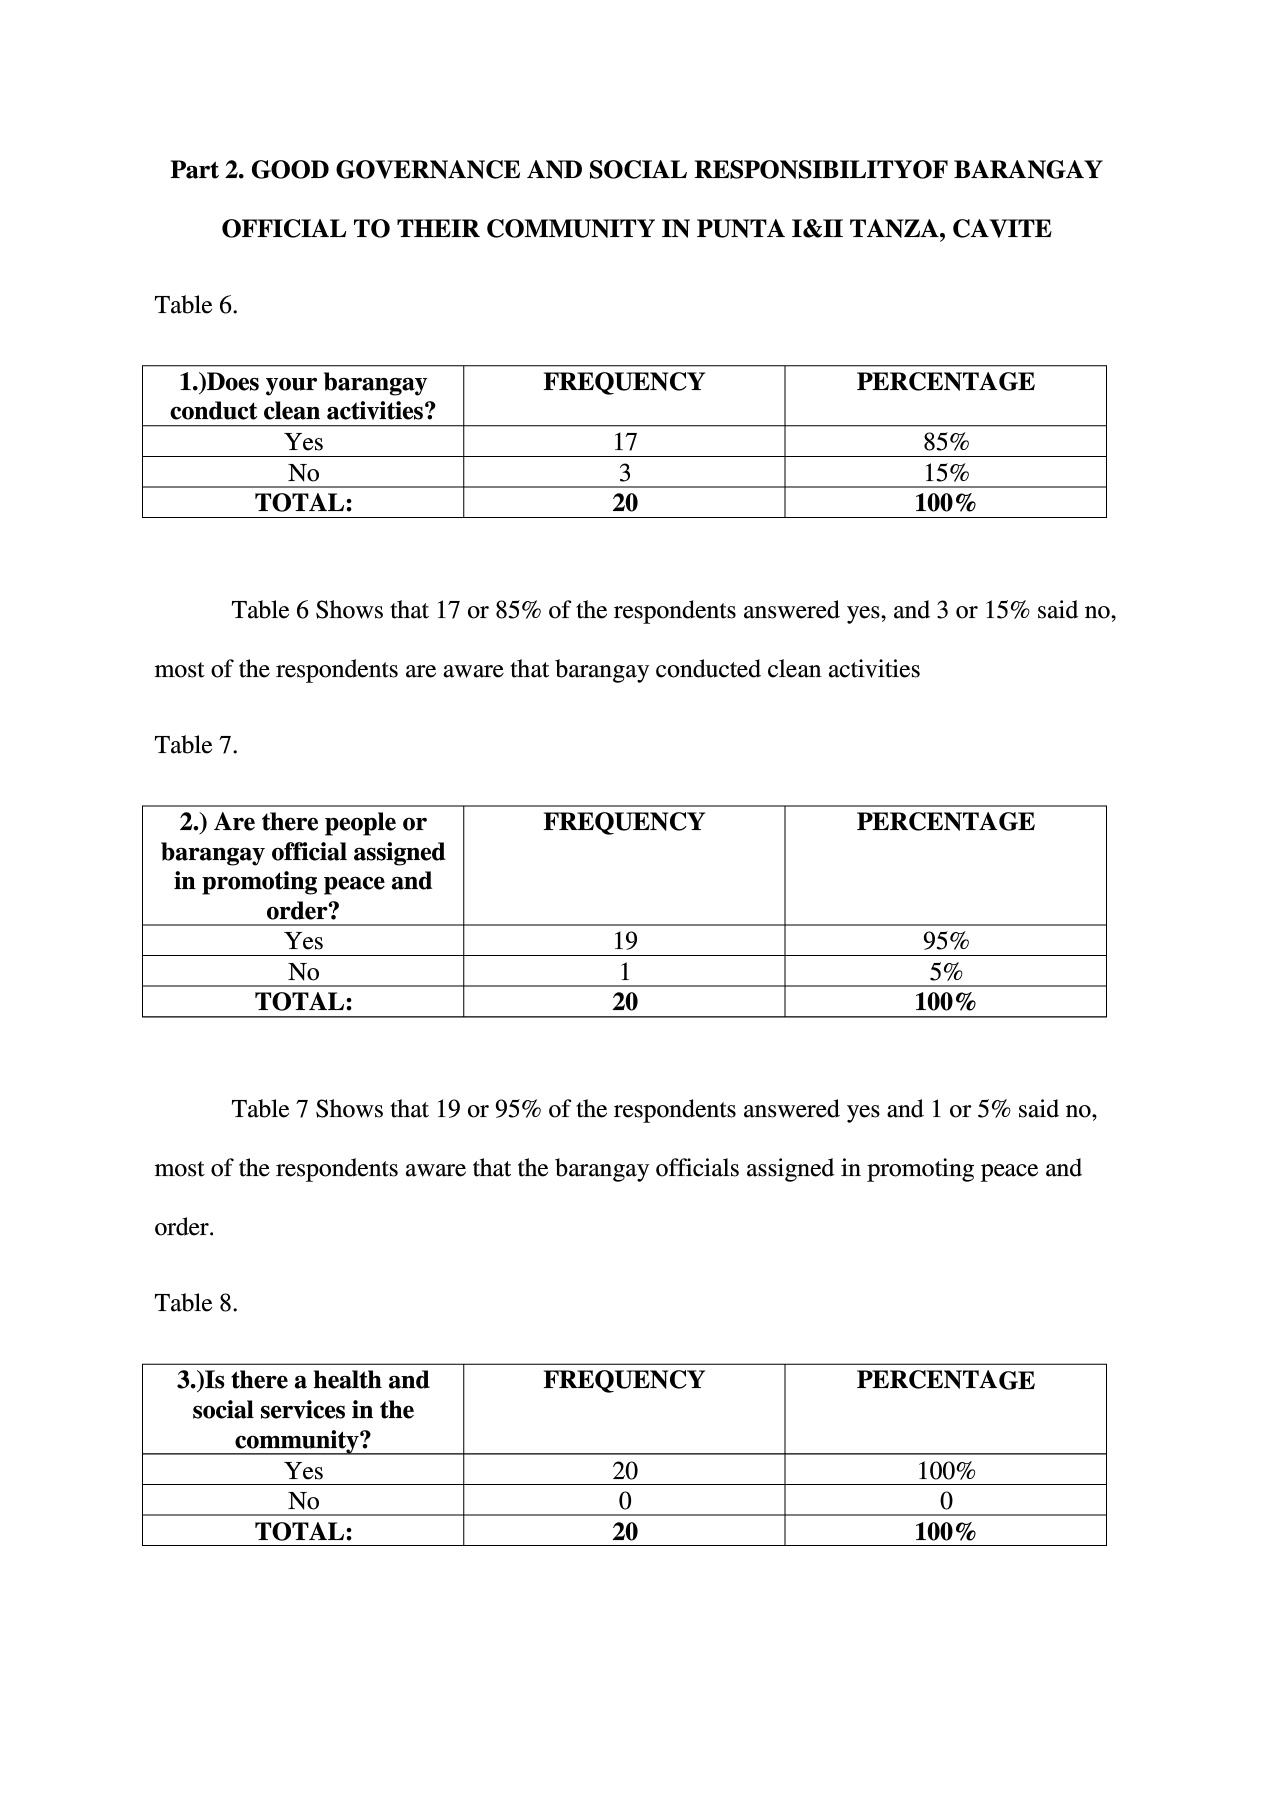 Part 2. GOOD GOVERNANCE AND SOCIAL RESPONSIBILITYOF BARANGAY
OFFICIAL TO THEIR COMMUNITY IN PUNTA I&II TANZA, CAVITE
Table 6.
1.)Does your barangay FREQUENCY PERCENTAGE
conduct clean activities?
Yes 17 85%
No 3 15%
TOTAL: 20 100%
Table 6 Shows that 17 or 85% of the respondents answered yes, and 3 or 15% said no,
most of the respondents are aware that barangay conducted clean activities
Table 7.
2.) Are there people or FREQUENCY PERCENTAGE
barangay official assigned
in promoting peace and
order?
Yes 19 95%
No 1 5%
TOTAL: 20 100%
Table 7 Shows that 19 or 95% of the respondents answered yes and 1 or 5% said no,
most of the respondents aware that the barangay officials assigned in promoting peace and
order.
Table 8.
3.)Is there a health and FREQUENCY PERCENTAGE
social services in the
community?
Yes 20 100%
No 0 0
TOTAL: 20 100%